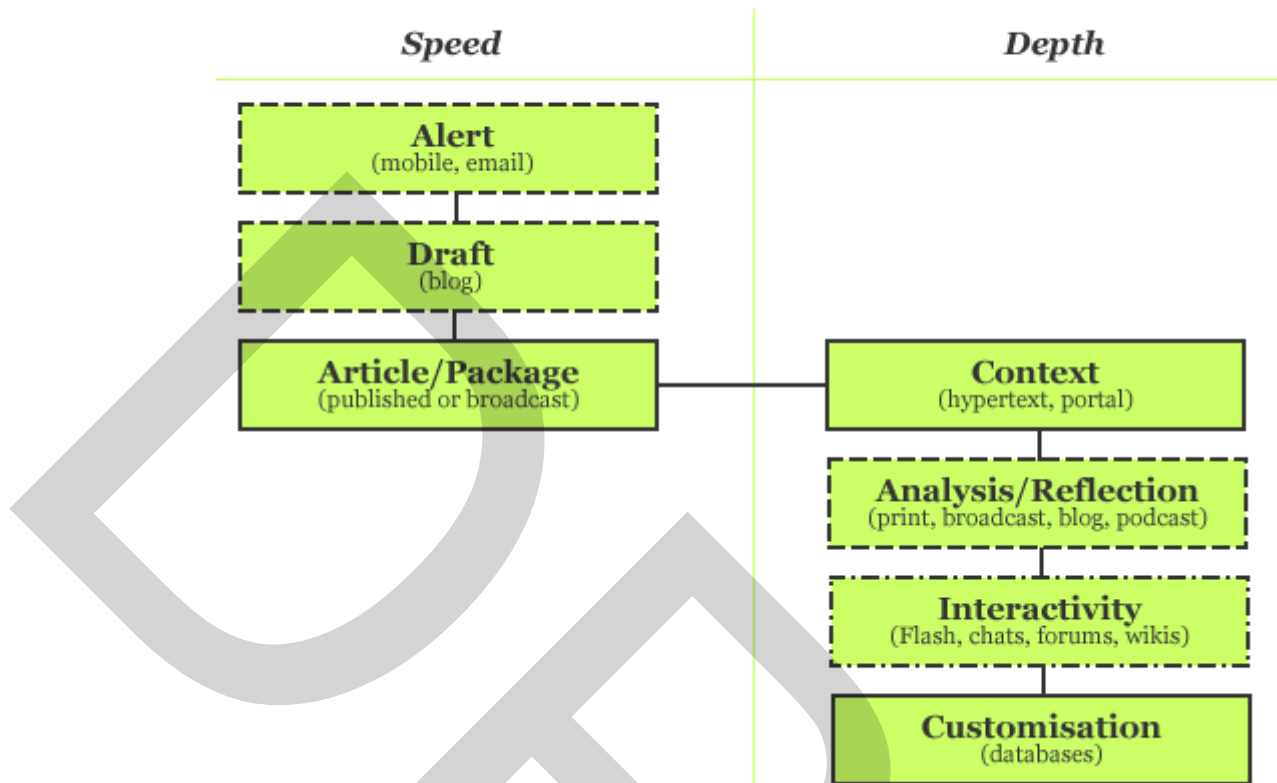 Speed
Depth
Alert
(mobile, email)
Draft
(blog)
Article/Package
(published or broadcast)
Context
(hypertext, portal)
Analysis/Reflection
(print, broadcast, blog, podcast)
Interactivity
(Flash, chats, forums, wikis)
Customisation
(databases)